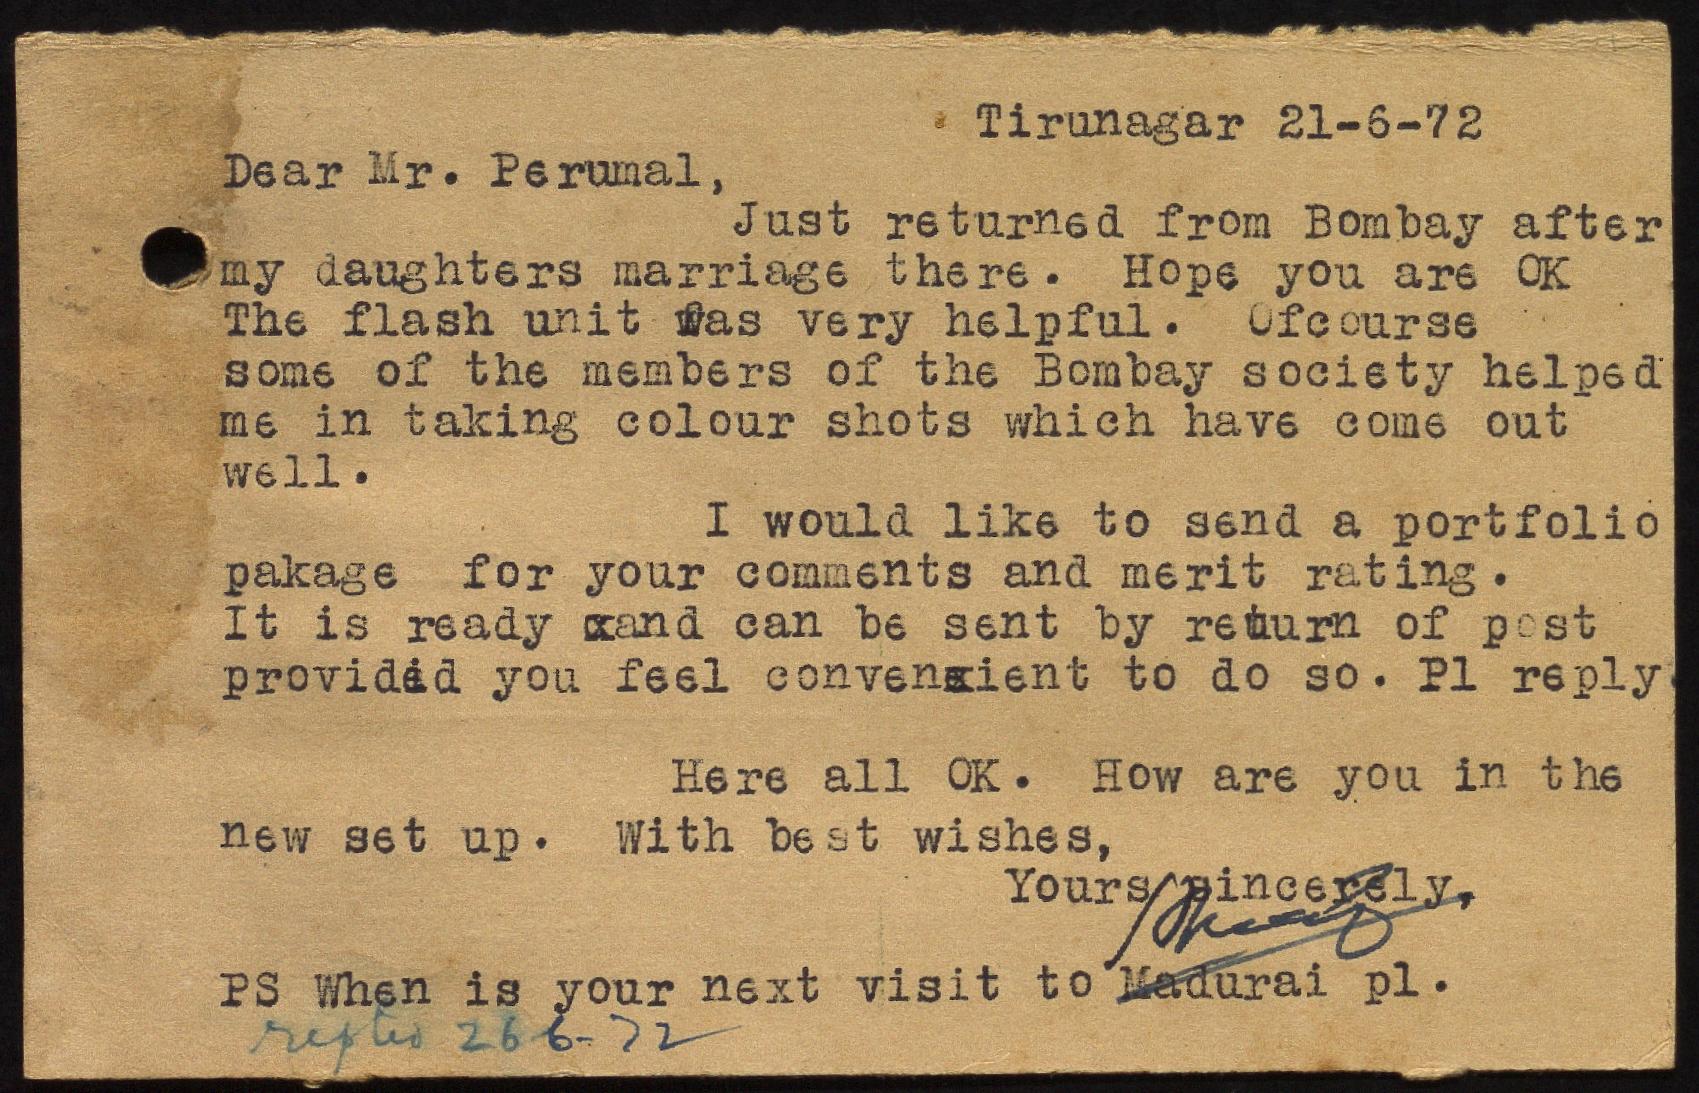 Tirunagar 21-6-72
Dear Mr. Perumal,
Just returned from Bombay after
my daughters marriage there. Hope you are OK
The flash unit was very helpful. Ofcourse
some of the members of the Bombay society helped
me in taking colour shots which have come out
well.
I would like to send a portfolio
pakage for your comments and merit rating.
It is ready xand can be sent by return of post
provided you feel convenxient to do so. Pl reply.
Here all OK. How are you in the
new set up. With best wishes,
Yours sincerely,
PS When is your next visit to Madurai pl.
replied 26 6-72